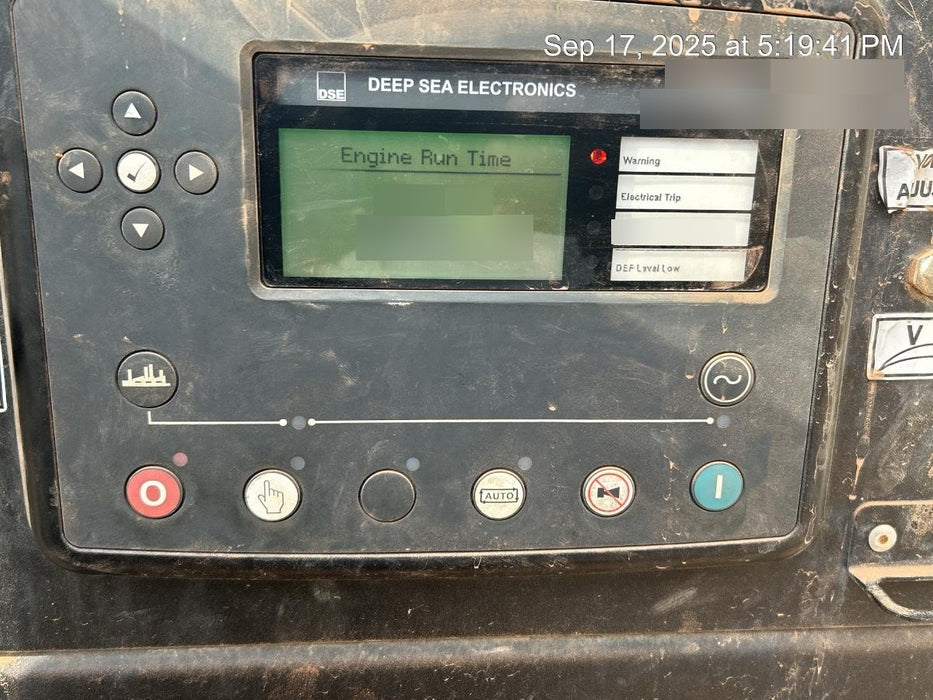 Sep 17, 2025 at 5:19:41 PM
DSE
DEEP SEA ELECTRONICS
Engine Run Time
Warning
Electrical Trip
DEF Level Low
O
AUTO
I
V